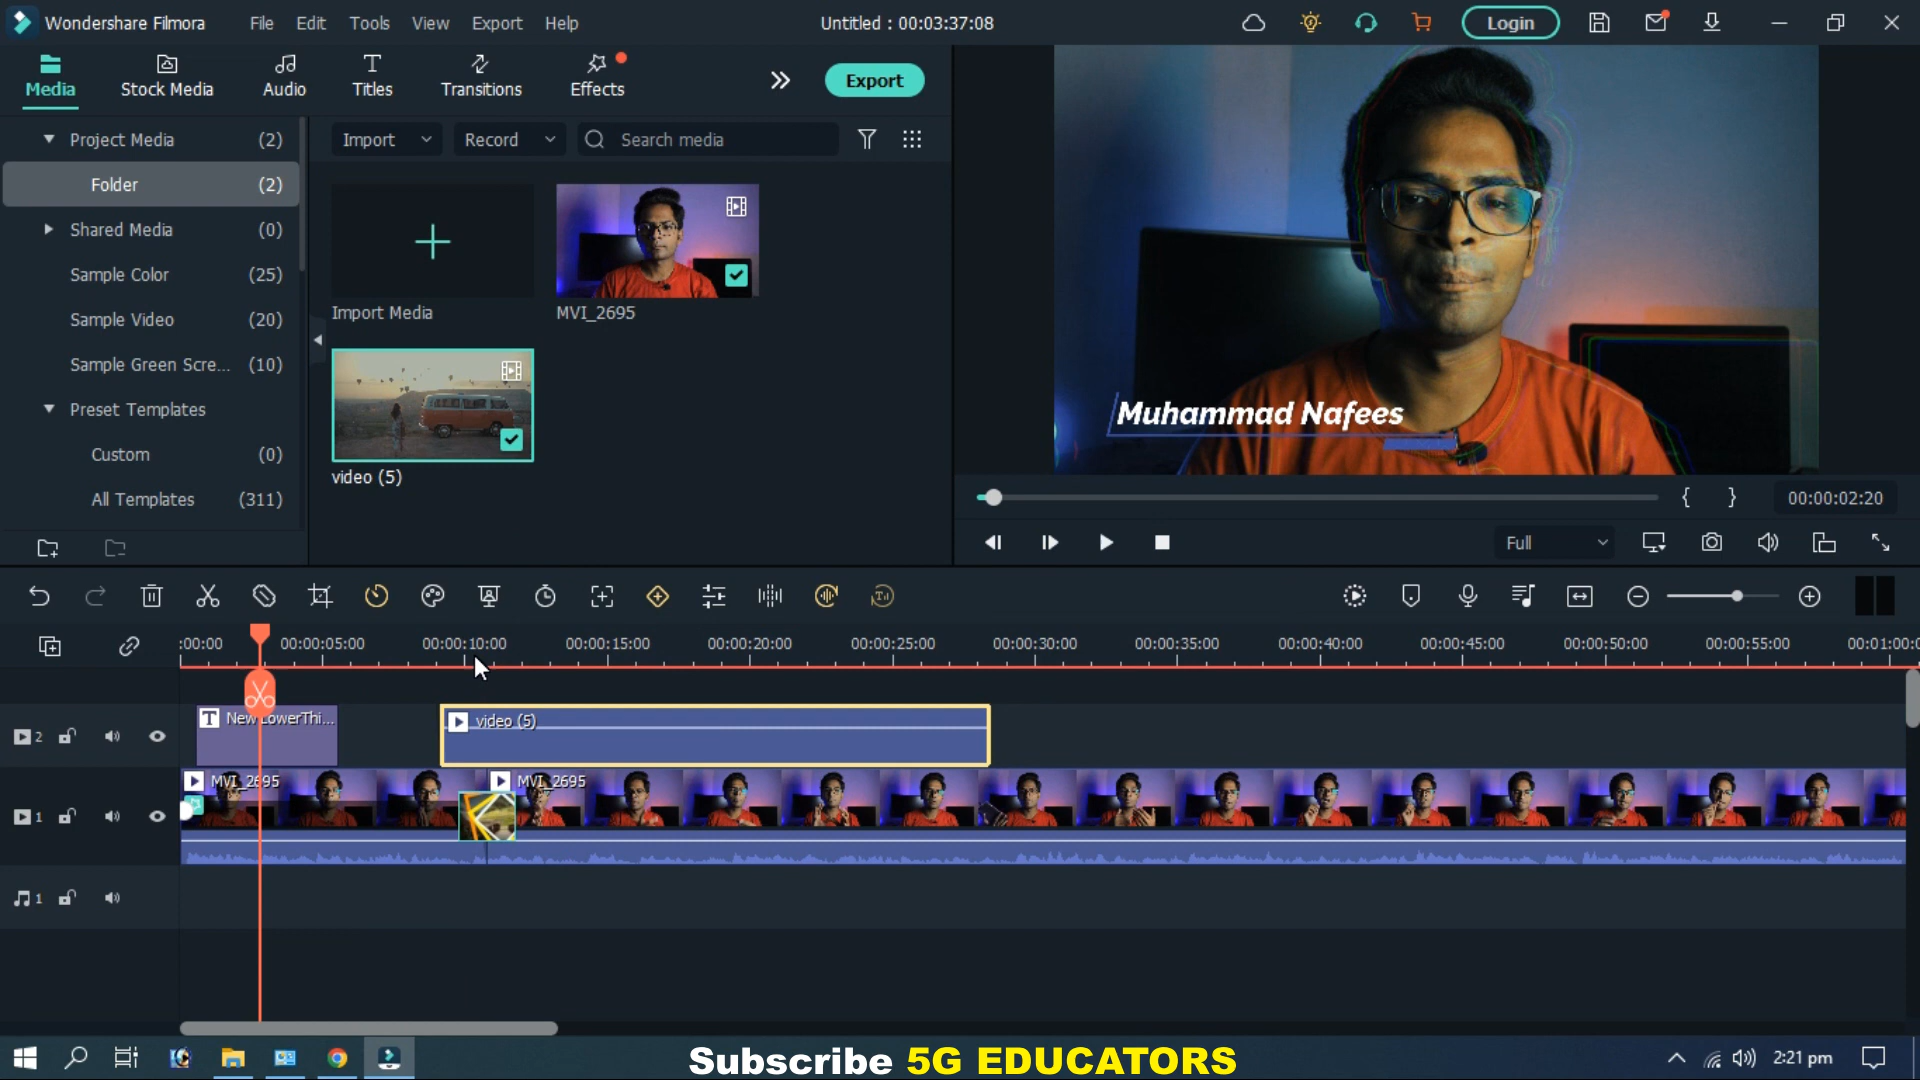 Wondershare Filmora File Edit Tools View Export Help Untitled : 00:03:37:08 Login
Media Stock Media Audio Titles Transitions Effects Export
Project Media (2)
Folder (2)
Shared Media (0)
Sample Color (25)
Sample Video (20)
Sample Green Scre... (10)
Preset Templates
Custom (0)
All Templates (311)
Import Record Search media
Import Media
MVI_2695
video (5)
Muhammad Nafees
{ } 00:00:02:20
Full
:00:00 00:00:05:00 00:00:10:00 00:00:15:00 00:00:20:00 00:00:25:00 00:00:30:00 00:00:35:00 00:00:40:00 00:00:45:00 00:00:50:00 00:00:55:00 00:01:00:0
2 T New LowerThi... video (5)
1 MVI_2695 MVI_2695
1
Subscribe 5G EDUCATORS
2:21 pm